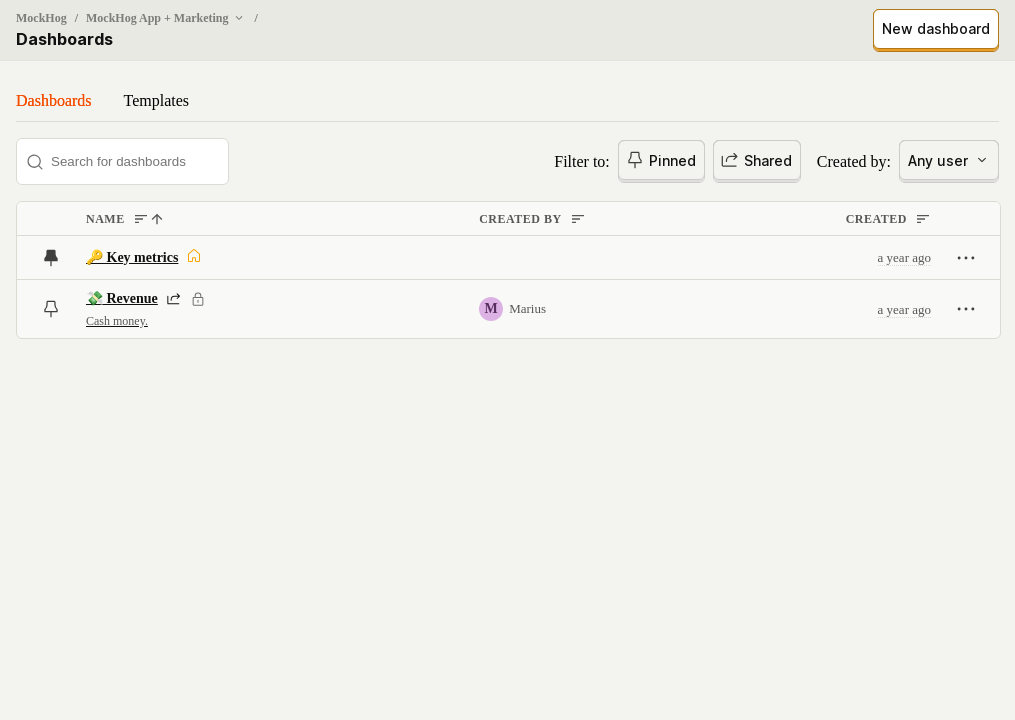 MockHog / MockHog App + Marketing /
Dashboards
New dashboard
Dashboards Templates
Search for dashboards
Filter to: Pinned Shared Created by: Any user
NAME CREATED BY CREATED
🔑 Key metrics a year ago
💸 Revenue
Cash money.
M Marius a year ago